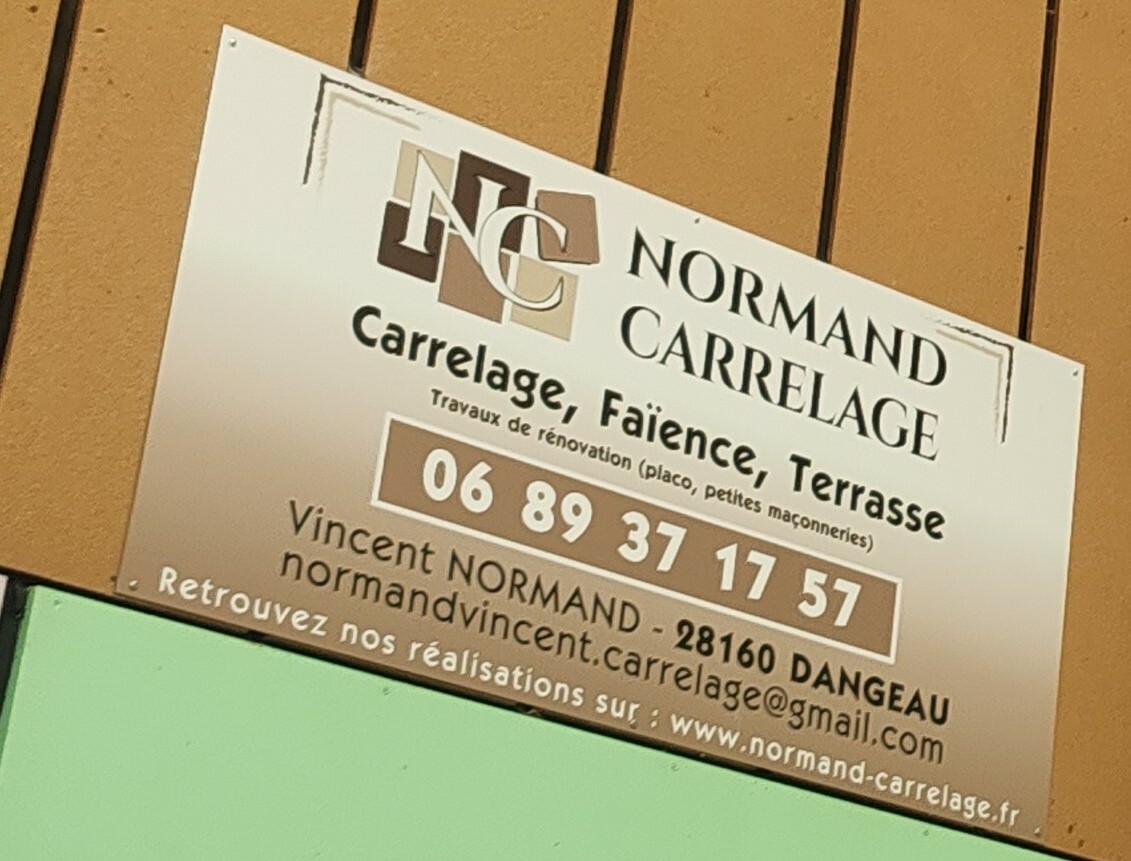 NC
NORMAND
CARRELAGE
Carrelage, Faïence, Terrasse
Travaux de rénovation (placo, petites maçonneries)
06 89 37 17 57
Vincent NORMAND - 28160 DANGEAU
normandvincent.carrelage@gmail.com
Retrouvez nos réalisations sur : www.normand-carrelage.fr